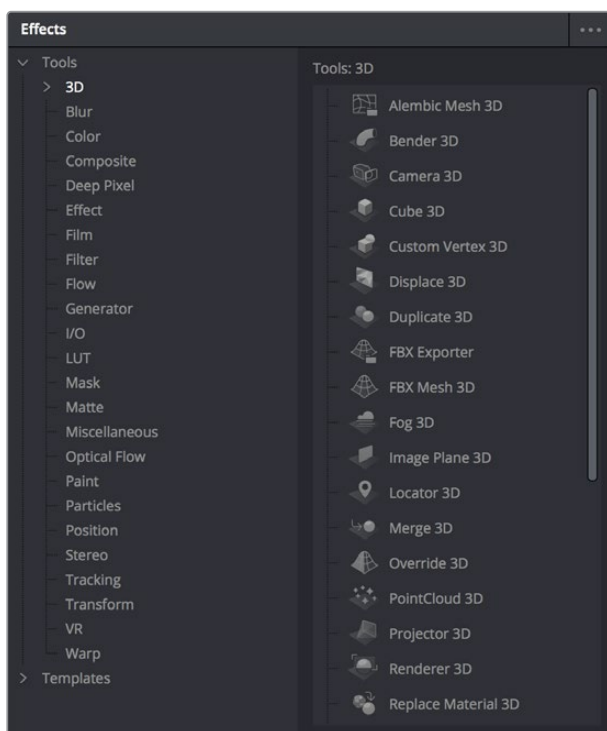 Effects
Tools
3D
Blur
Color
Composite
Deep Pixel
Effect
Film
Filter
Flow
Generator
I/O
LUT
Mask
Matte
Miscellaneous
Optical Flow
Paint
Particles
Position
Stereo
Tracking
Transform
VR
Warp
Templates
Tools: 3D
Alembic Mesh 3D
Bender 3D
Camera 3D
Cube 3D
Custom Vertex 3D
Displace 3D
Duplicate 3D
FBX Exporter
FBX Mesh 3D
Fog 3D
Image Plane 3D
Locator 3D
Merge 3D
Override 3D
PointCloud 3D
Projector 3D
Renderer 3D
Replace Material 3D